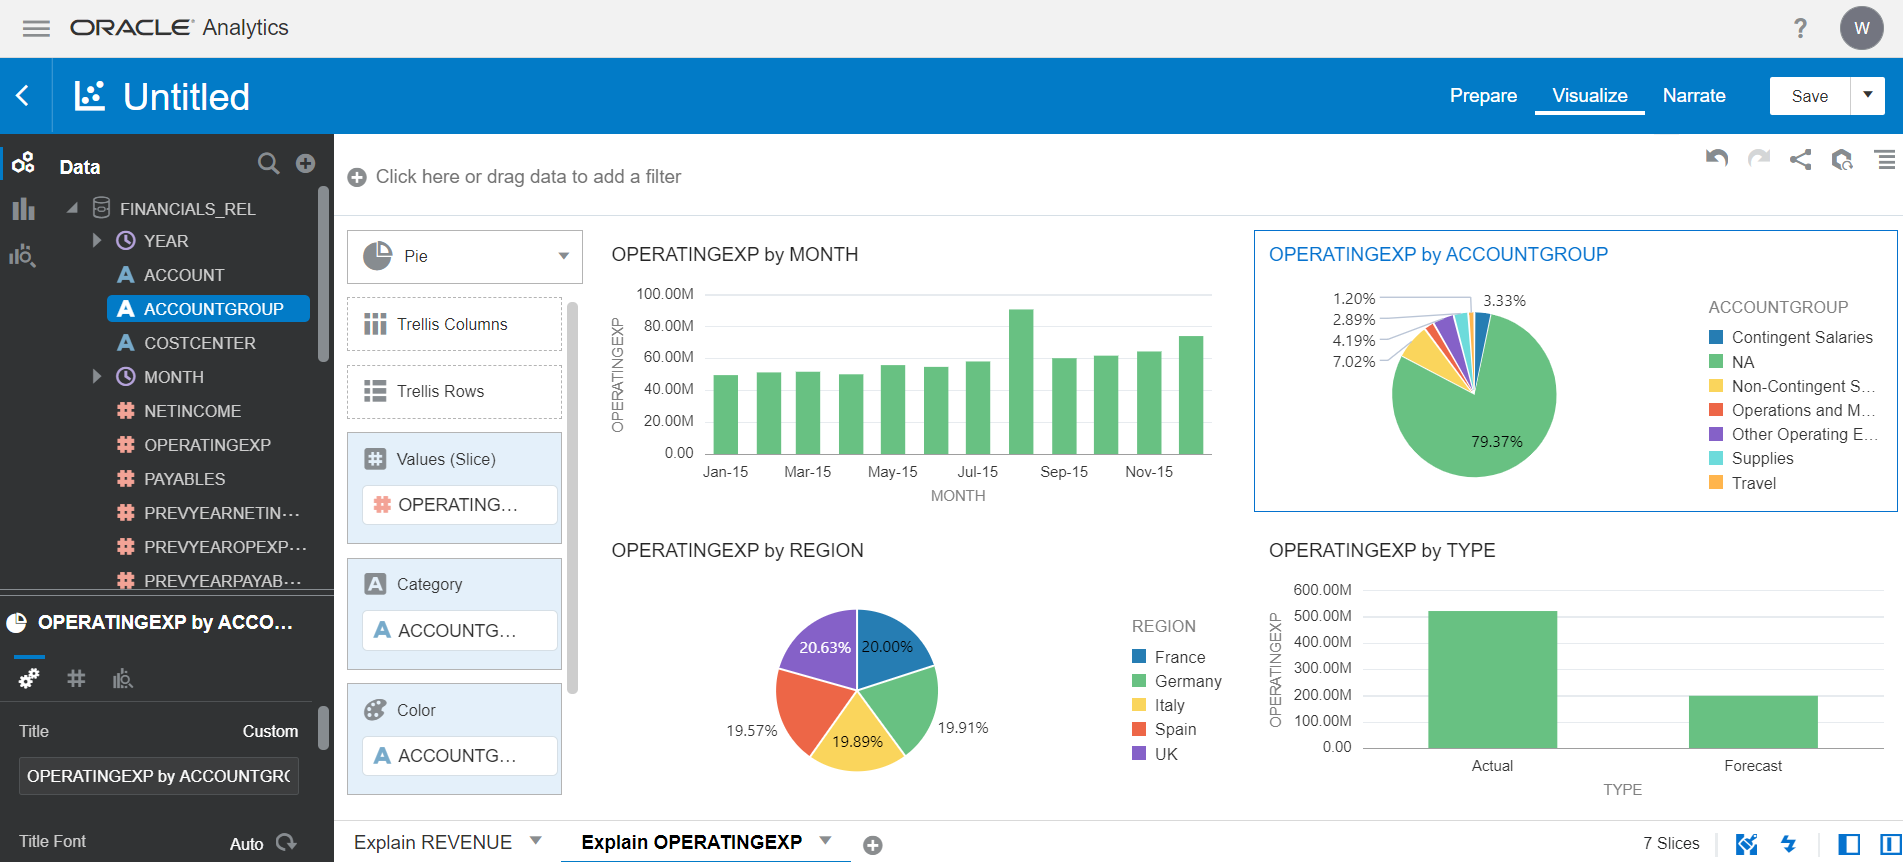 ORACLE Analytics
?
W
Untitled
Prepare
Visualize
Narrate
Save
Data
FINANCIALS_REL
YEAR
A ACCOUNT
A ACCOUNTGROUP
A COSTCENTER
MONTH
# NETINCOME
# OPERATINGEXP
# PAYABLES
# PREVYEARNETIN···
# PREVYEAROPEXP···
# PREVYEARPAYAB···
OPERATINGEXP by ACCO...
#
Title
Custom
OPERATINGEXP by ACCOUNTGR
Title Font
Auto
Click here or drag data to add a filter
Pie
Trellis Columns
Trellis Rows
# Values (Slice)
# OPERATING...
A Category
A ACCOUNTG...
Color
A ACCOUNTG...
OPERATINGEXP by MONTH
OPERATINGEXP
100.00M
80.00M
60.00M
40.00M
20.00M
0.00
Jan-15
Mar-15
May-15
Jul-15
Sep-15
Nov-15
MONTH
OPERATINGEXP by ACCOUNTGROUP
1.20%
2.89%
4.19%
7.02%
3.33%
79.37%
ACCOUNTGROUP
Contingent Salaries
NA
Non-Contingent S...
Operations and M...
Other Operating E...
Supplies
Travel
OPERATINGEXP by REGION
20.63%
20.00%
19.57%
19.89%
19.91%
REGION
France
Germany
Italy
Spain
UK
OPERATINGEXP by TYPE
OPERATINGEXP
600.00M
500.00M
400.00M
300.00M
200.00M
100.00M
0.00
Actual
Forecast
TYPE
Explain REVENUE
Explain OPERATINGEXP
7 Slices